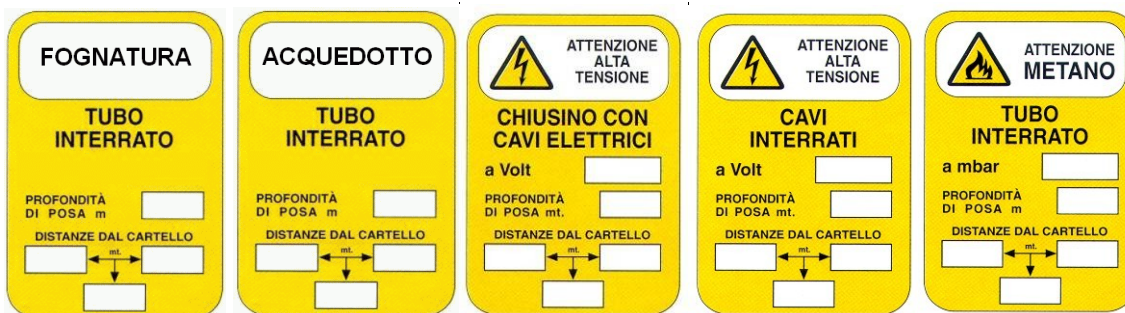 FOGNATURA
TUBO
INTERRATO
PROFONDITÀ
DI POSA m
DISTANZE DAL CARTELLO
mt.
ACQUEDOTTO
TUBO
INTERRATO
PROFONDITÀ
DI POSA m
DISTANZE DAL CARTELLO
mt.
ATTENZIONE
ALTA
TENSIONE
CHIUSINO CON
CAVI ELETTRICI
a Volt
PROFONDITÀ
DI POSA mt.
DISTANZE DAL CARTELLO
mt.
ATTENZIONE
ALTA
TENSIONE
CAVI
INTERRATI
a Volt
PROFONDITÀ
DI POSA mt.
DISTANZE DAL CARTELLO
mt.
ATTENZIONE
METANO
TUBO
INTERRATO
a mbar
PROFONDITÀ
DI POSA m
DISTANZE DAL CARTELLO
mt.